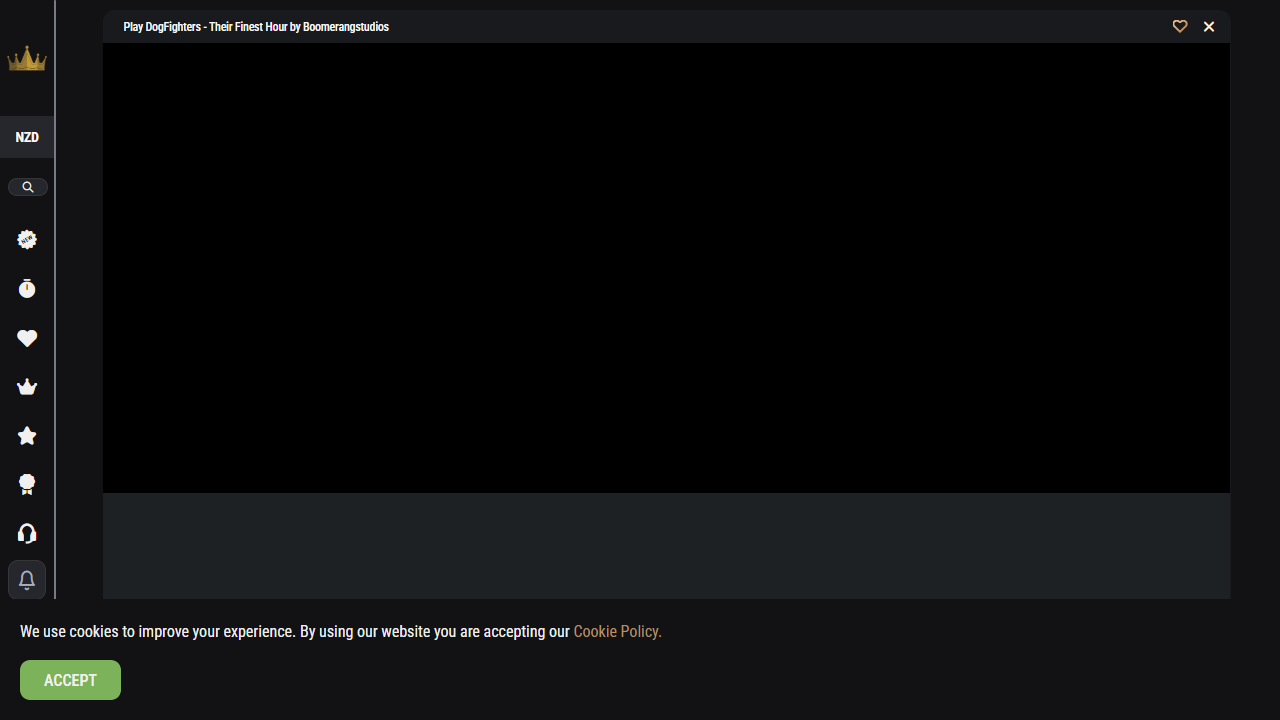 Play DogFighters - Their Finest Hour by Boomerangstudios
NZD
NEW
We use cookies to improve your experience. By using our website you are accepting our Cookie Policy.
ACCEPT